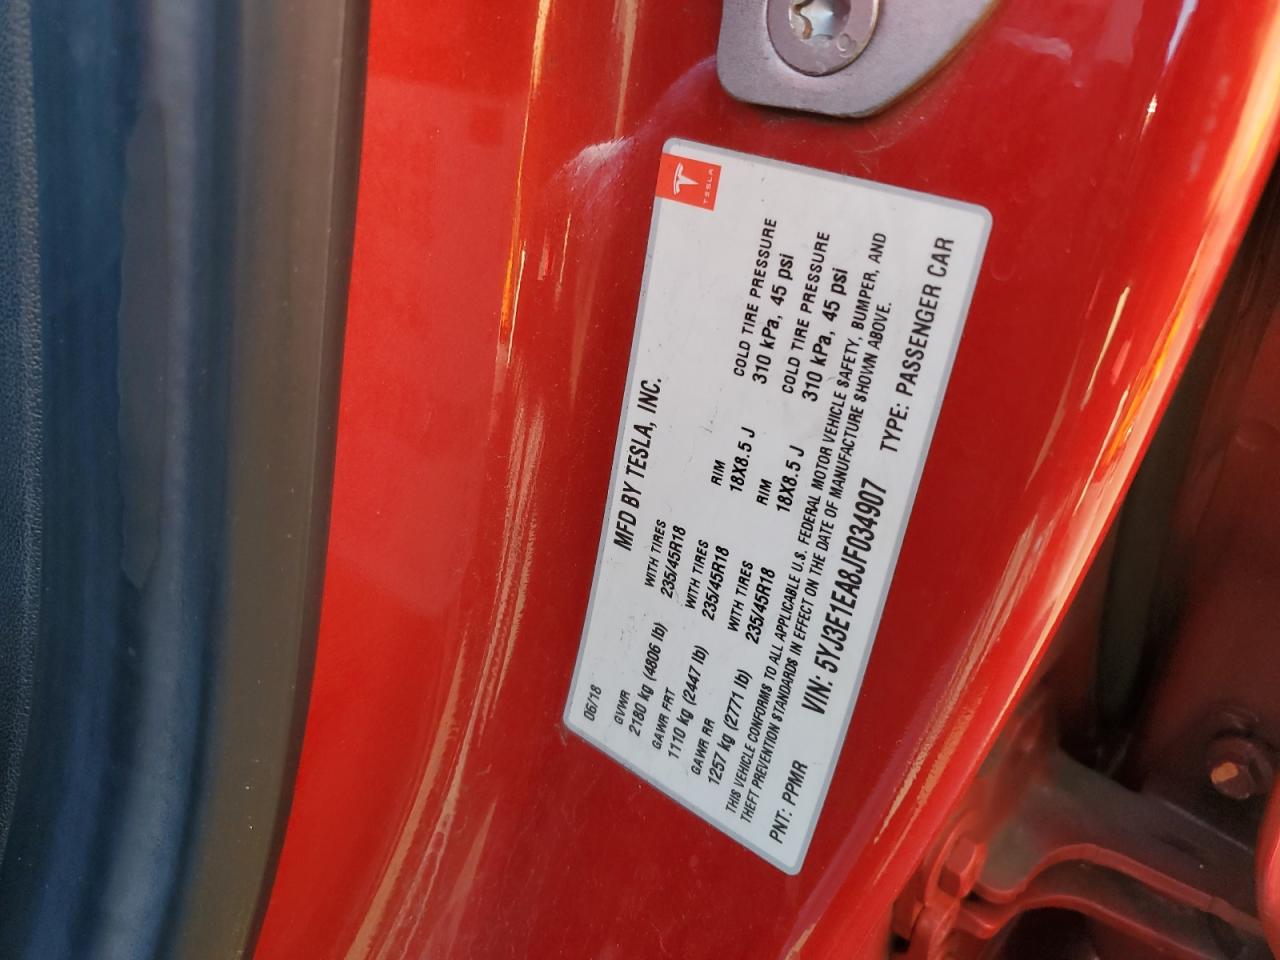 TESLA
MFD BY TESLA, INC.
06/18
GVWR WITH TIRES
2180 kg (4806 lb) 235/45R18
GAWR FRT WITH TIRES RIM COLD TIRE PRESSURE
1110 kg (2447 lb) 235/45R18 18X8.5 J 310 kPa, 45 psi
GAWR RR WITH TIRES RIM COLD TIRE PRESSURE
1257 kg (2771 lb) 235/45R18 18X8.5 J 310 kPa, 45 psi
THIS VEHICLE CONFORMS TO ALL APPLICABLE U.S. FEDERAL MOTOR VEHICLE SAFETY, BUMPER, AND
THEFT PREVENTION STANDARDS IN EFFECT ON THE DATE OF MANUFACTURE SHOWN ABOVE.
PNT: PPMR VIN: 5YJ3E1EA8JF034907 TYPE: PASSENGER CAR
8